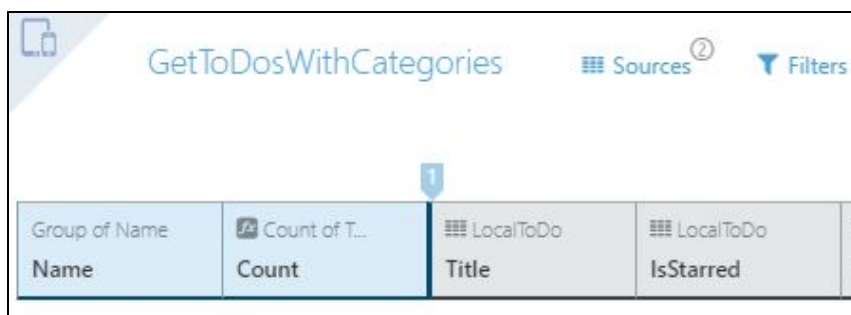 GetToDosWithCategories Sources 2 Filters
1
Group of Name Count of T... LocalToDo LocalToDo
Name Count Title IsStarred